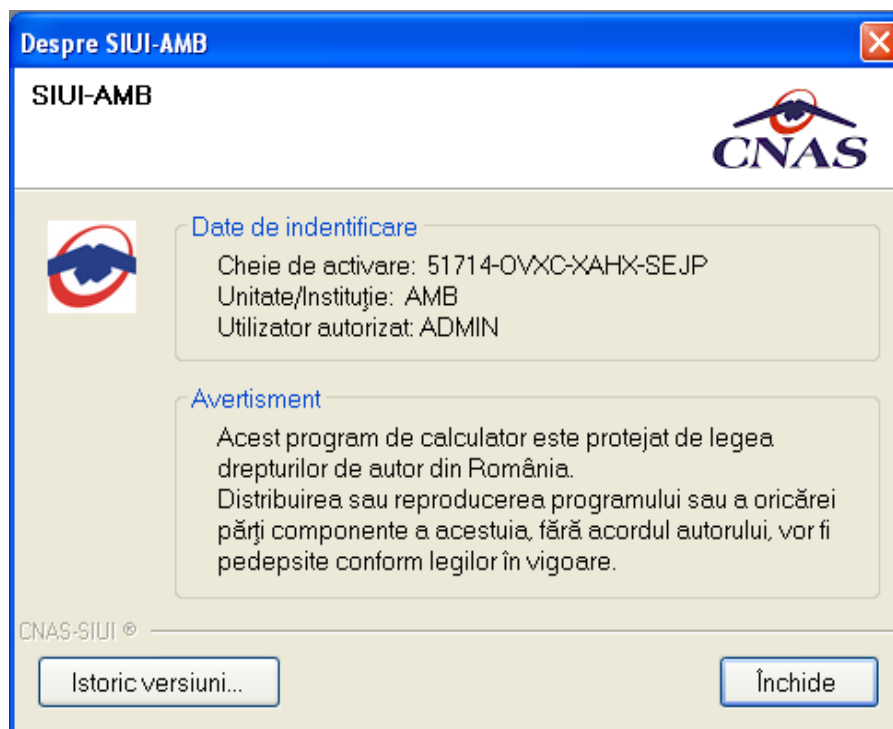 Despre SIUI-AMB
SIUI-AMB
CNAS
Date de indentificare
Cheie de activare: 51714-OVXC-XAHX-SEJP
Unitate/Instituţie: AMB
Utilizator autorizat: ADMIN
Avertisment
Acest program de calculator este protejat de legea
drepturilor de autor din România.
Distribuirea sau reproducerea programului sau a oricărei
părţi componente a acestuia, fără acordul autorului, vor fi
pedepsite conform legilor în vigoare.
CNAS-SIUI ®
Istoric versiuni...
Închide